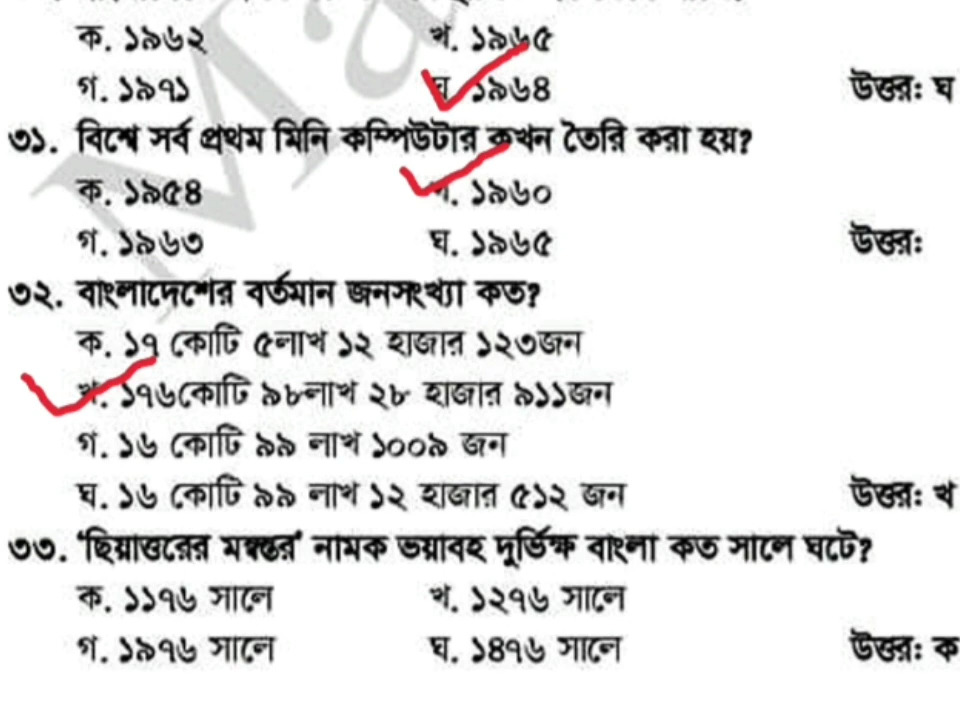 ক. ১৯৬২ খ. ১৯৬৫
গ. ১৯৭১ ঘ ১৯৬৪ উত্তর: ঘ
৩১. বিশ্বে সর্ব প্রথম মিনি কম্পিউটার কখন তৈরি করা হয়?
ক. ১৯৫৪ খ. ১৯৬০
গ. ১৯৬৩ ঘ. ১৯৬৫ উত্তর:
৩২. বাংলাদেশের বর্তমান জনসংখ্যা কত?
ক. ১৭ কোটি ৫লাখ ১২ হাজার ১২৩জন
খ. ১৭৬কোটি ৯৮লাখ ২৮ হাজার ৯১১জন
গ. ১৬ কোটি ৯৯ লাখ ১০০৯ জন
ঘ. ১৬ কোটি ৯৯ লাখ ১২ হাজার ৫১২ জন উত্তর: খ
৩৩. 'ছিয়াত্তরের মন্বন্তর' নামক ভয়াবহ দুর্ভিক্ষ বাংলা কত সালে ঘটে?
ক. ১১৭৬ সালে খ. ১২৭৬ সালে
গ. ১৯৭৬ সালে ঘ. ১৪৭৬ সালে উত্তর: ক